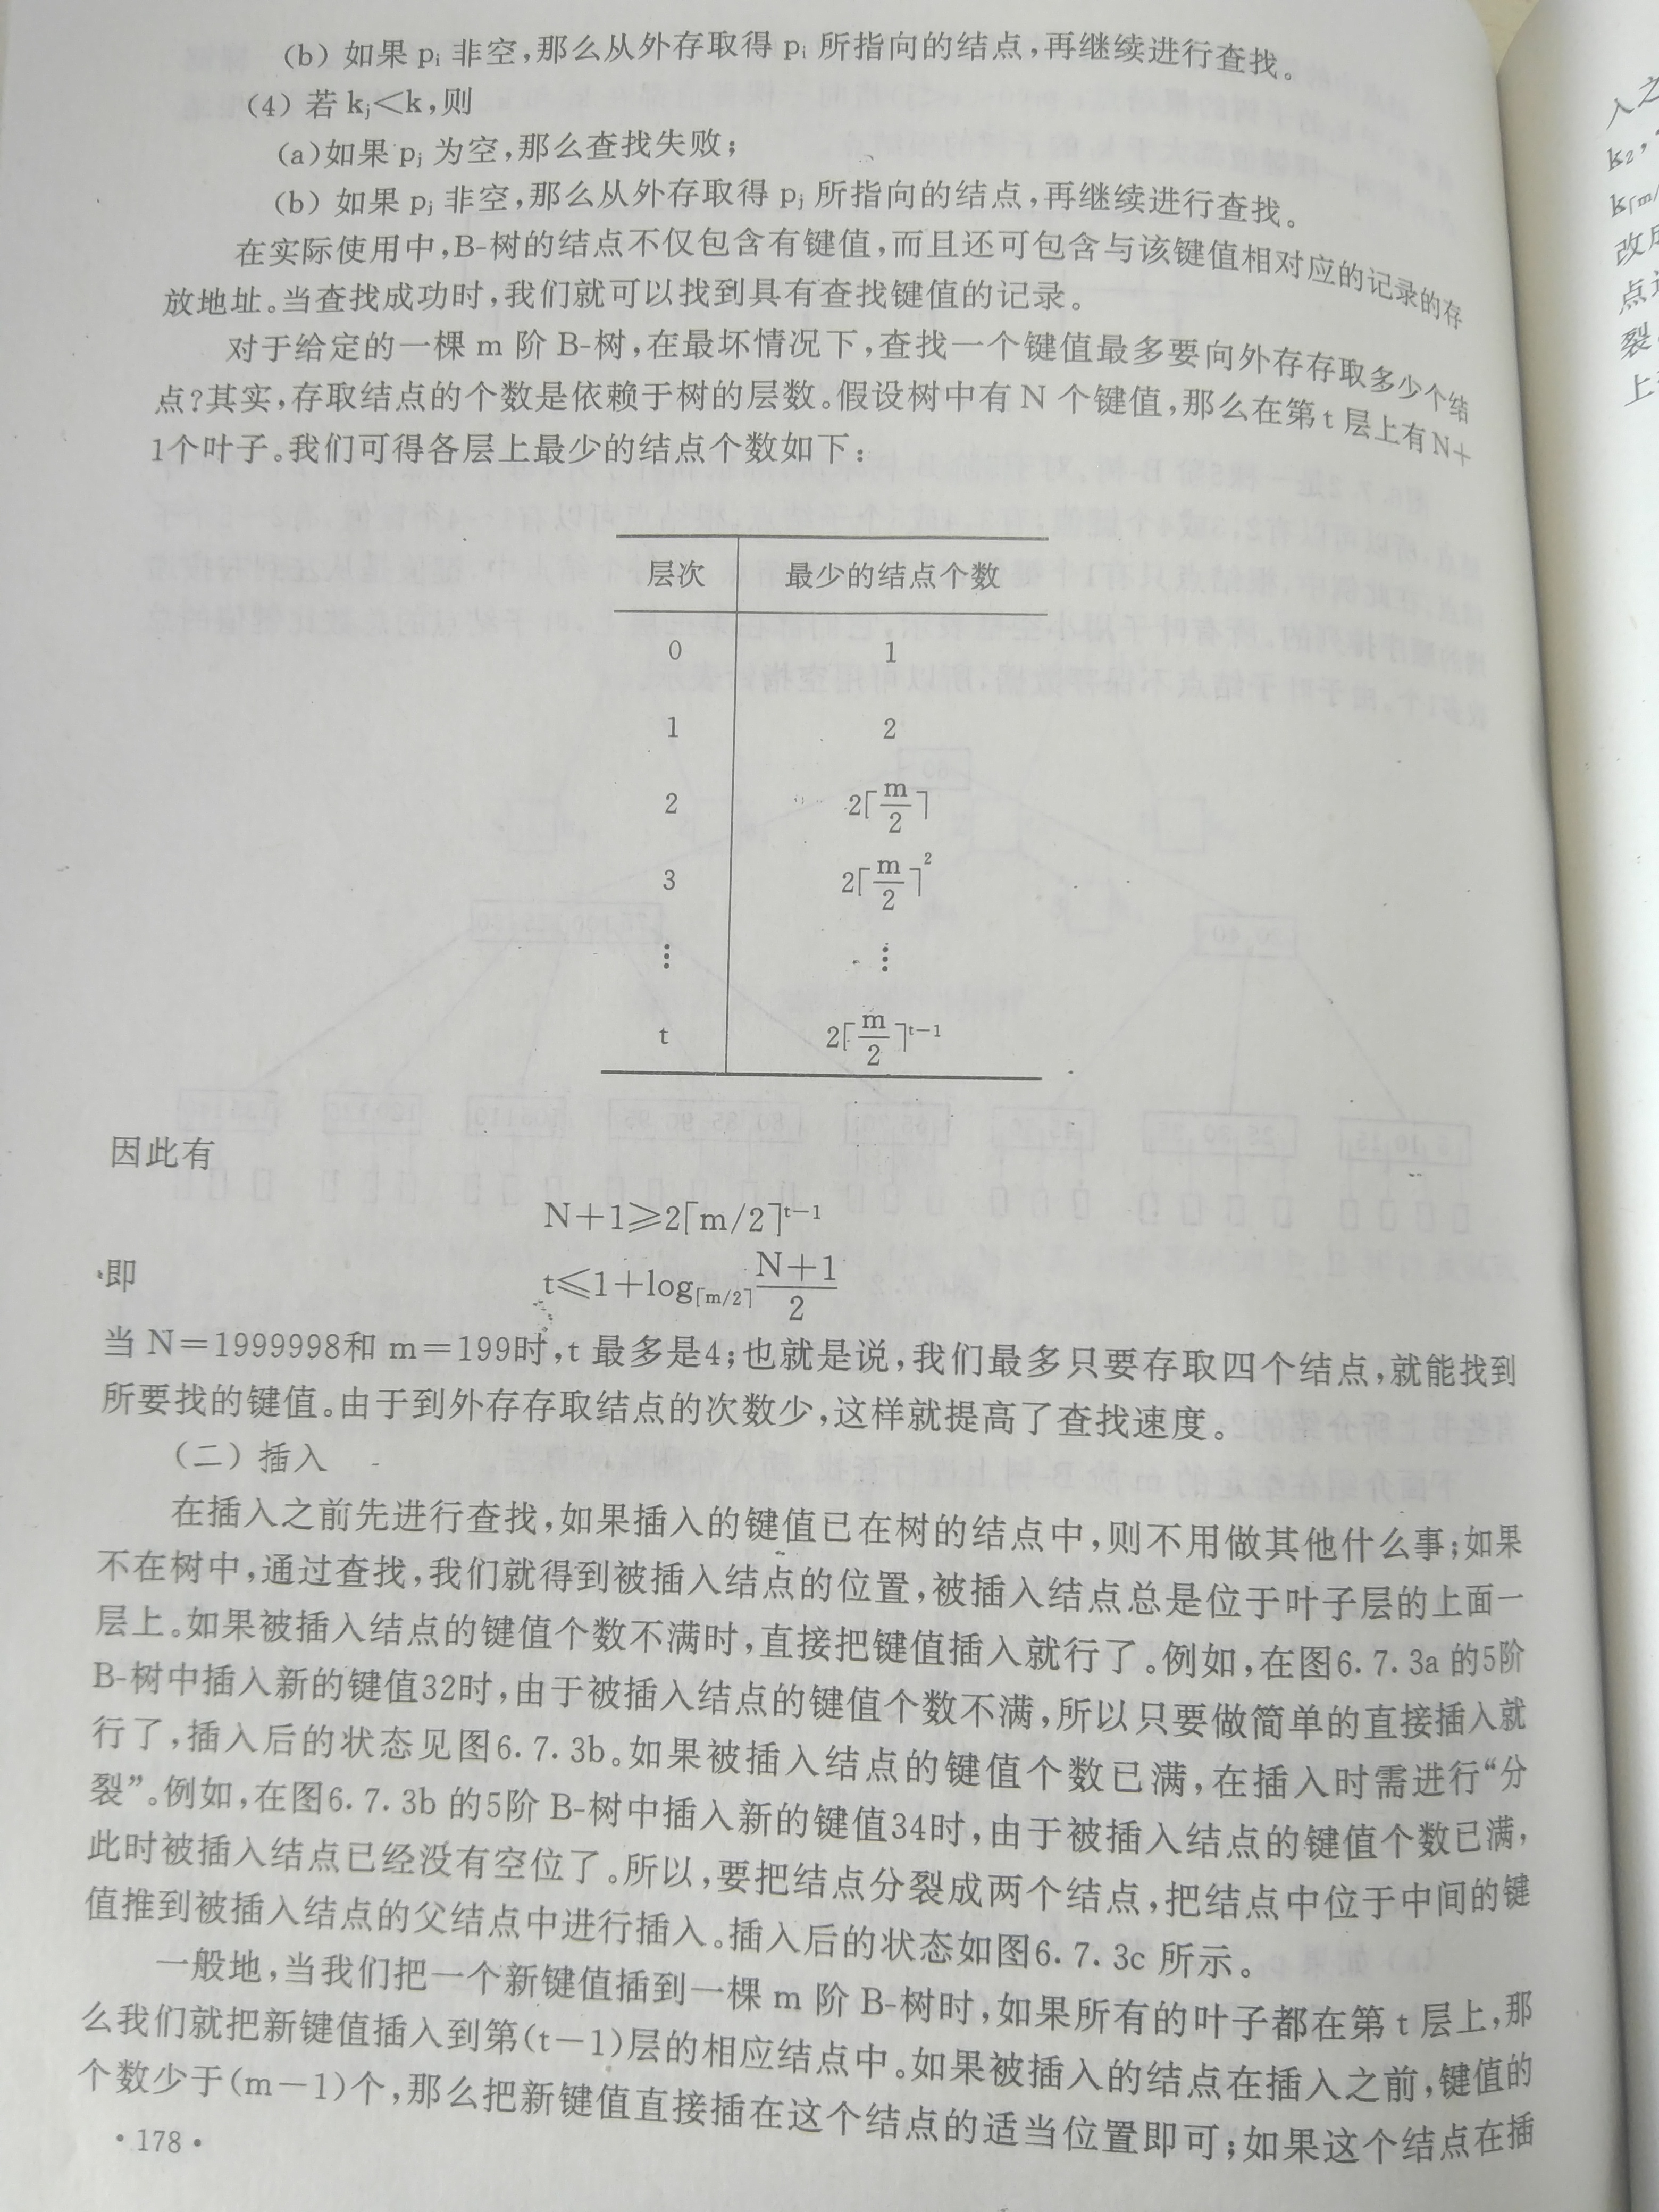 (b) 如果 pi 非空,那么从外存取得 pi 所指向的结点,再继续进行查找。
(4) 若 kj<k,则
(a)如果 pj 为空,那么查找失败;
(b) 如果 pj 非空,那么从外存取得 pj 所指向的结点,再继续进行查找。
在实际使用中,B-树的结点不仅包含有键值,而且还可包含与该键值相对应的记录的存
放地址。当查找成功时,我们就可以找到具有查找键值的记录。
对于给定的一棵 m 阶 B-树,在最坏情况下,查找一个键值最多要向外存存取多少个结
点?其实,存取结点的个数是依赖于树的层数。假设树中有 N 个键值,那么在第 t 层上有 N+
1个叶子。我们可得各层上最少的结点个数如下:
层次 最少的结点个数
0 1
1 2
2 2⌈m/2⌉
3 2⌈m/2⌉²
⋮ ⋮
t 2⌈m/2⌉ᵗ⁻¹
因此有
N+1≥2⌈m/2⌉ᵗ⁻¹
即 t≤1+log⌈m/2⌉ (N+1)/2
当 N=1999998和 m=199时,t 最多是4;也就是说,我们最多只要存取四个结点,就能找到
所要找的键值。由于到外存存取结点的次数少,这样就提高了查找速度。
(二) 插入
在插入之前先进行查找,如果插入的键值已在树的结点中,则不用做其他什么事;如果
不在树中,通过查找,我们就得到被插入结点的位置,被插入结点总是位于叶子层的上面一
层上。如果被插入结点的键值个数不满时,直接把键值插入就行了。例如,在图6.7.3a 的5阶
B-树中插入新的键值32时,由于被插入结点的键值个数不满,所以只要做简单的直接插入就
行了,插入后的状态见图6.7.3b。如果被插入结点的键值个数已满,在插入时需进行“分
裂”。例如,在图6.7.3b 的5阶 B-树中插入新的键值34时,由于被插入结点的键值个数已满,
此时被插入结点已经没有空位了。所以,要把结点分裂成两个结点,把结点中位于中间的键
值推到被插入结点的父结点中进行插入。插入后的状态如图6.7.3c 所示。
一般地,当我们把一个新键值插到一棵 m 阶 B-树时,如果所有的叶子都在第 t 层上,那
么我们就把新键值插入到第(t-1)层的相应结点中。如果被插入的结点在插入之前,键值的
个数少于(m-1)个,那么把新键值直接插在这个结点的适当位置即可;如果这个结点在插
·178·
入之
k2,
k⌈m/
改成
点
裂
上